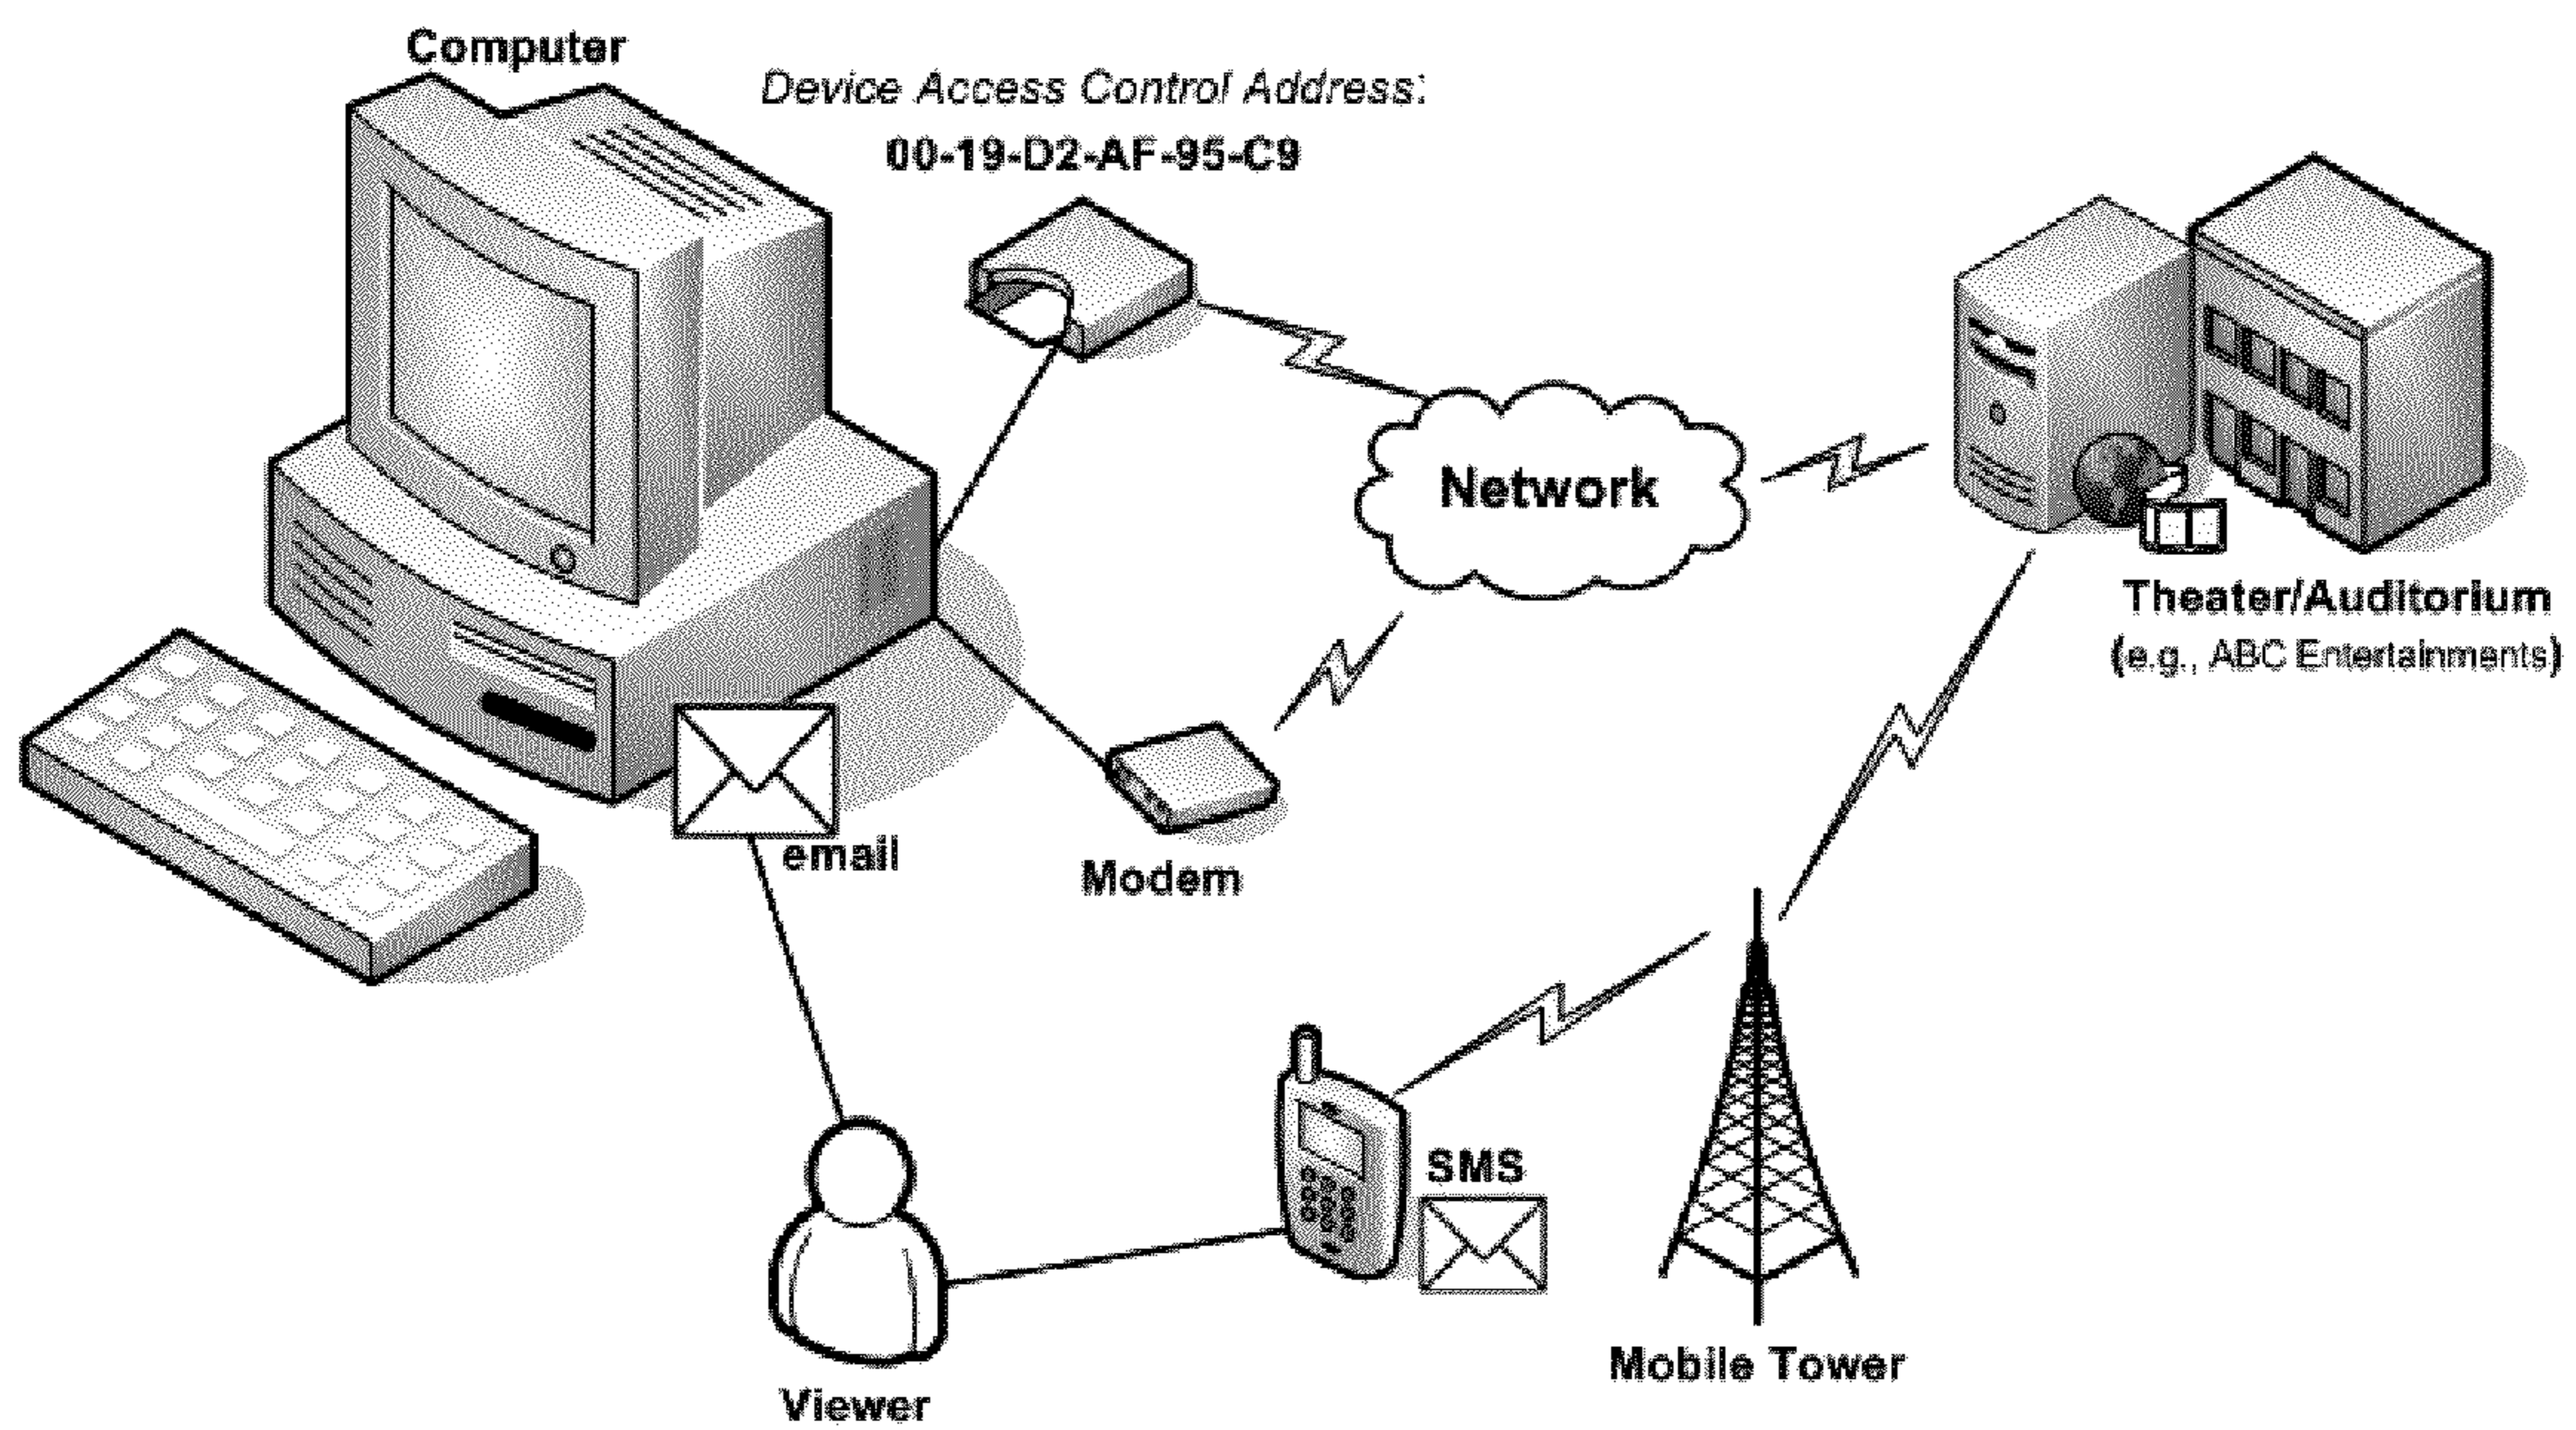 Computer
Device Access Control Address:
00-19-D2-AF-95-C9
Network
Theater/Auditorium
(e.g., ABC Entertainments)
email
Modem
SMS
Mobile Tower
Viewer